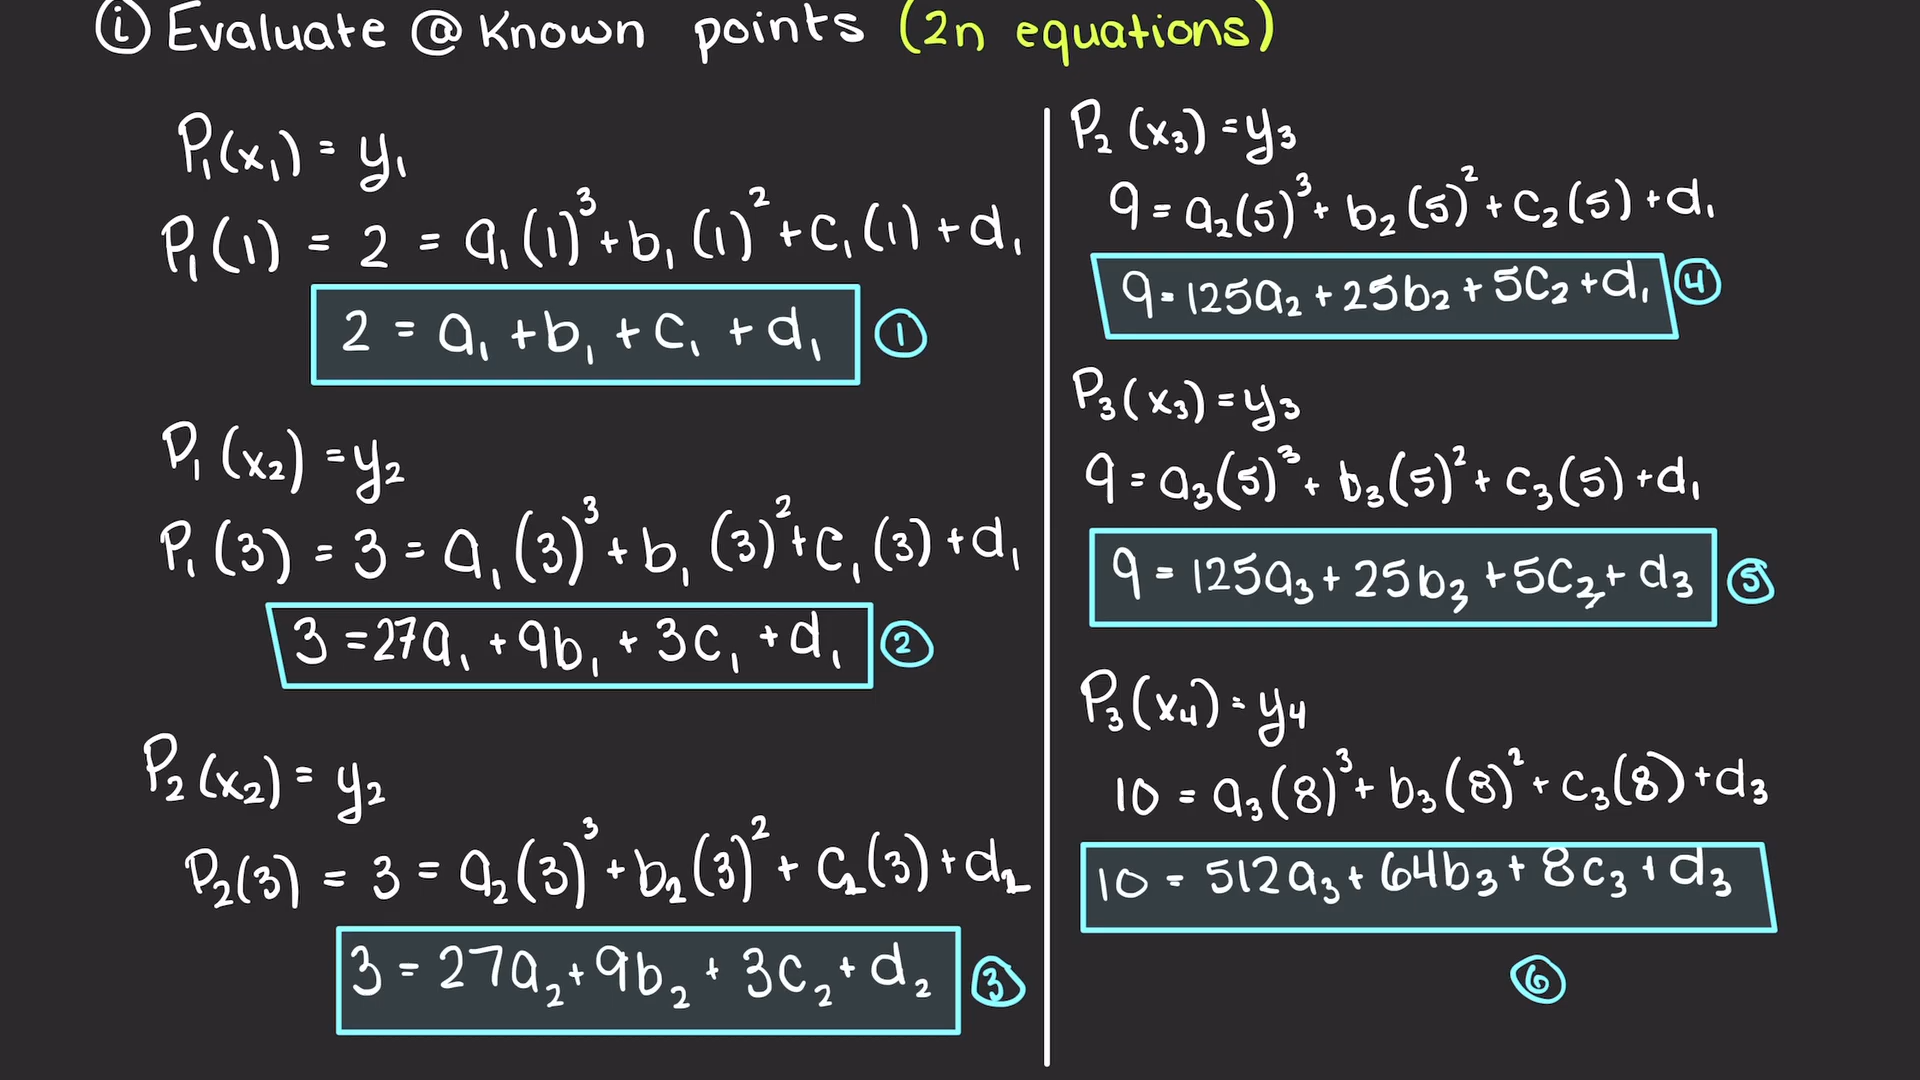 ⓘ Evaluate @ Known points (2n equations)
P₁(x₁) = y₁
P₁(1) = 2 = a₁(1)³+b₁(1)²+c₁(1)+d₁
2 = a₁+b₁+c₁+d₁ ①
P₁(x₂) = y₂
P₁(3) = 3 = a₁(3)³+b₁(3)²+c₁(3)+d₁
3 = 27a₁+9b₁+3c₁+d₁ ②
P₂(x₂) = y₂
P₂(3) = 3 = a₂(3)³+b₂(3)²+c₂(3)+d₂
3 = 27a₂+9b₂+3c₂+d₂ ③
P₂(x₃) = y₃
9 = a₂(5)³+b₂(5)²+c₂(5)+d₁
9 = 125a₂+25b₂+5c₂+d₁ ④
P₃(x₃) = y₃
9 = a₃(5)³+b₃(5)²+c₃(5)+d₁
9 = 125a₃+25b₃+5c₃+d₃ ⑤
P₃(x₄) = y₄
10 = a₃(8)³+b₃(8)²+c₃(8)+d₃
10 = 512a₃+64b₃+8c₃+d₃
⑥